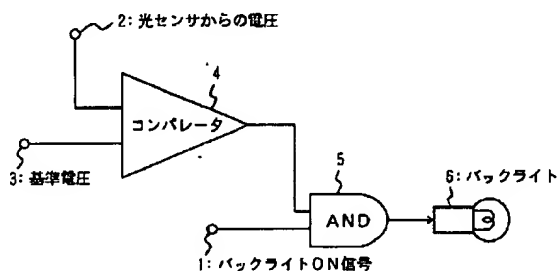 2:光センサからの電圧
4
コンパレータ
3:基準電圧
5
6:バックライト
AND
1:バックライトON信号